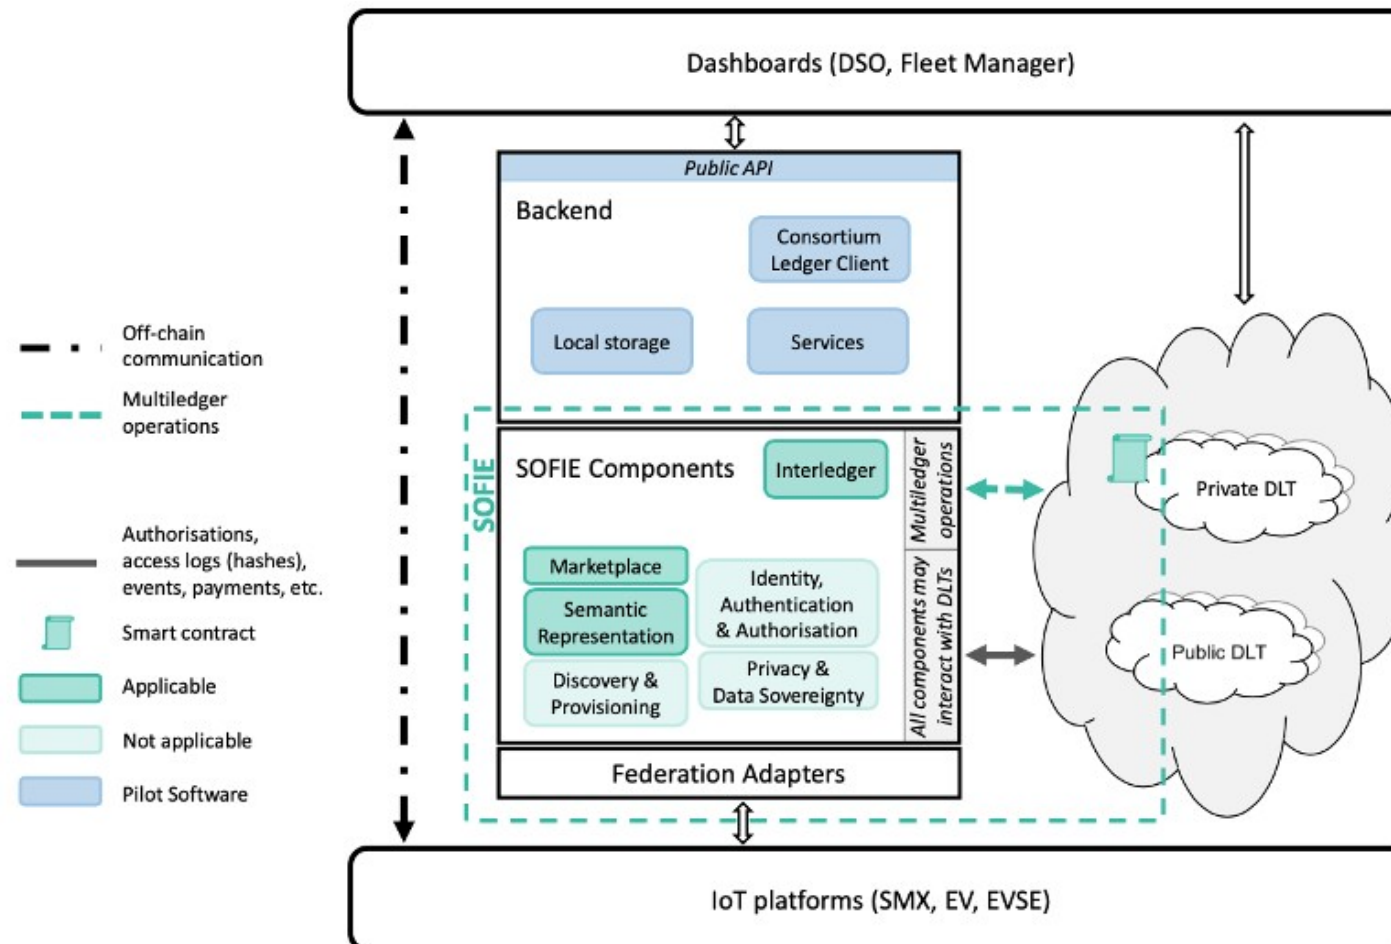 Dashboards (DSO, Fleet Manager)
Public API
Backend
Consortium
Ledger Client
Local storage
Services
Off-chain
communication
Multiledger
operations
Authorisations,
access logs (hashes),
events, payments, etc.
Smart contract
Applicable
Not applicable
Pilot Software
SOFIE
SOFIE Components
Interledger
Marketplace
Semantic
Representation
Discovery &
Provisioning
Identity,
Authentication
& Authorisation
Privacy &
Data Sovereignty
Multiledger
operations
All components may
interact with DLTs
Private DLT
Public DLT
Federation Adapters
IoT platforms (SMX, EV, EVSE)